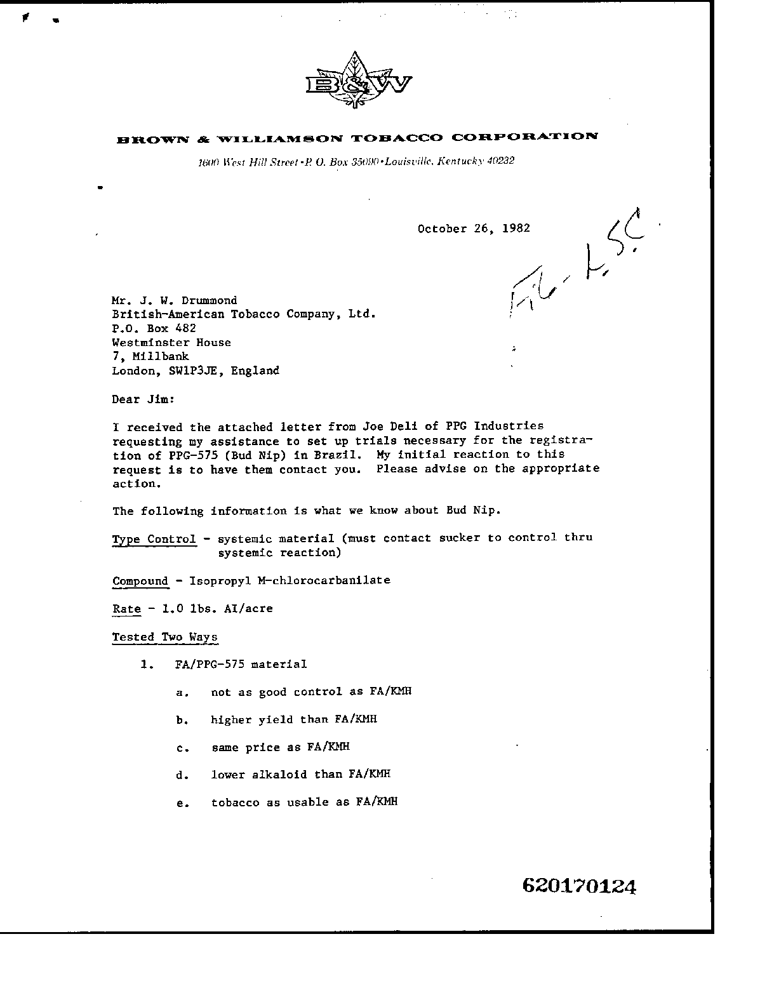 B&W
BROWN & WILLIAMSON TOBACCO CORPORATION
1600 West Hill Street • P. O. Box 35090 • Louisville, Kentucky 40232
October 26, 1982
Mr. J. W. Drummond
British-American Tobacco Company, Ltd.
P.O. Box 482
Westminster House
7, Millbank
London, SW1P3JE, England
Dear Jim:
I received the attached letter from Joe Deli of PPG Industries
requesting my assistance to set up trials necessary for the registra-
tion of PPG-575 (Bud Nip) in Brazil. My initial reaction to this
request is to have them contact you. Please advise on the appropriate
action.
The following information is what we know about Bud Nip.
Type Control - systemic material (must contact sucker to control thru
systemic reaction)
Compound - Isopropyl M-chlorocarbanilate
Rate - 1.0 lbs. AI/acre
Tested Two Ways
1. FA/PPG-575 material
a. not as good control as FA/KMH
b. higher yield than FA/KMH
c. same price as FA/KMH
d. lower alkaloid than FA/KMH
e. tobacco as usable as FA/KMH
620170124